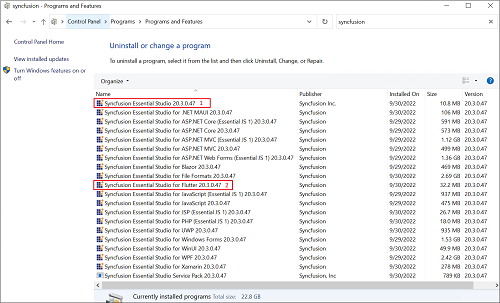 Programs and Features
Control Panel > Programs > Programs and Features
syncfusion
Control Panel Home
View installed updates
Turn Windows features on or off
Uninstall or change a program
To uninstall a program, select it from the list and then click Uninstall, Change, or Repair.
Organize
Name Publisher Installed On Size Version
Syncfusion Essential Studio 20.3.0.47 1 Syncfusion Inc. 9/30/2022 10.8 MB 20.3.0.47
Syncfusion Essential Studio for .NET MAUI 20.3.0.47 Syncfusion 9/30/2022 106 MB 20.3.0.47
Syncfusion Essential Studio for ASP.NET Core (Essential JS 1) 20.3.0.47 Syncfusion 9/29/2022 591 MB 20.3.0.47
Syncfusion Essential Studio for ASP.NET Core 20.3.0.47 Syncfusion 9/29/2022 573 MB 20.3.0.47
Syncfusion Essential Studio for ASP.NET MVC (Essential JS 1) 20.3.0.47 Syncfusion 9/29/2022 1.12 GB 20.3.0.47
Syncfusion Essential Studio for ASP.NET MVC 20.3.0.47 Syncfusion 9/29/2022 499 MB 20.3.0.47
Syncfusion Essential Studio for ASP.NET Web Forms (Essential JS 1) 20.3.0.47 Syncfusion 9/29/2022 1.36 GB 20.3.0.47
Syncfusion Essential Studio for Blazor 20.3.0.47 Syncfusion 9/30/2022 469 MB 20.3.0.47
Syncfusion Essential Studio for File Formats 20.3.0.47 Syncfusion 9/29/2022 2.69 GB 20.3.0.47
Syncfusion Essential Studio for Flutter 20.3.0.47 2 Syncfusion 9/30/2022 32.2 MB 20.3.0.47
Syncfusion Essential Studio for JavaScript (Essential JS 1) 20.3.0.47 Syncfusion 9/29/2022 937 MB 20.3.0.47
Syncfusion Essential Studio for JavaScript 20.3.0.47 Syncfusion 9/29/2022 475 MB 20.3.0.47
Syncfusion Essential Studio for JSP (Essential JS 1) 20.3.0.47 Syncfusion 9/30/2022 26.7 MB 20.3.0.47
Syncfusion Essential Studio for PHP (Essential JS 1) 20.3.0.47 Syncfusion 9/30/2022 18.0 MB 20.3.0.47
Syncfusion Essential Studio for UWP 20.3.0.47 Syncfusion 9/29/2022 935 MB 20.3.0.47
Syncfusion Essential Studio for Windows Forms 20.3.0.47 Syncfusion 9/29/2022 1.53 GB 20.3.0.47
Syncfusion Essential Studio for WinUI 20.3.0.47 Syncfusion 9/30/2022 49.9 MB 20.3.0.47
Syncfusion Essential Studio for WPF 20.3.0.47 Syncfusion 9/29/2022 2.42 GB 20.3.0.47
Syncfusion Essential Studio for Xamarin 20.3.0.47 Syncfusion 9/29/2022 278 MB 20.3.0.47
Syncfusion Essential Studio Service Pack 20.3.0.47 Syncfusion Inc. 9/30/2022 789 KB 20.3.0.47
Currently installed programs Total size: 22.8 GB